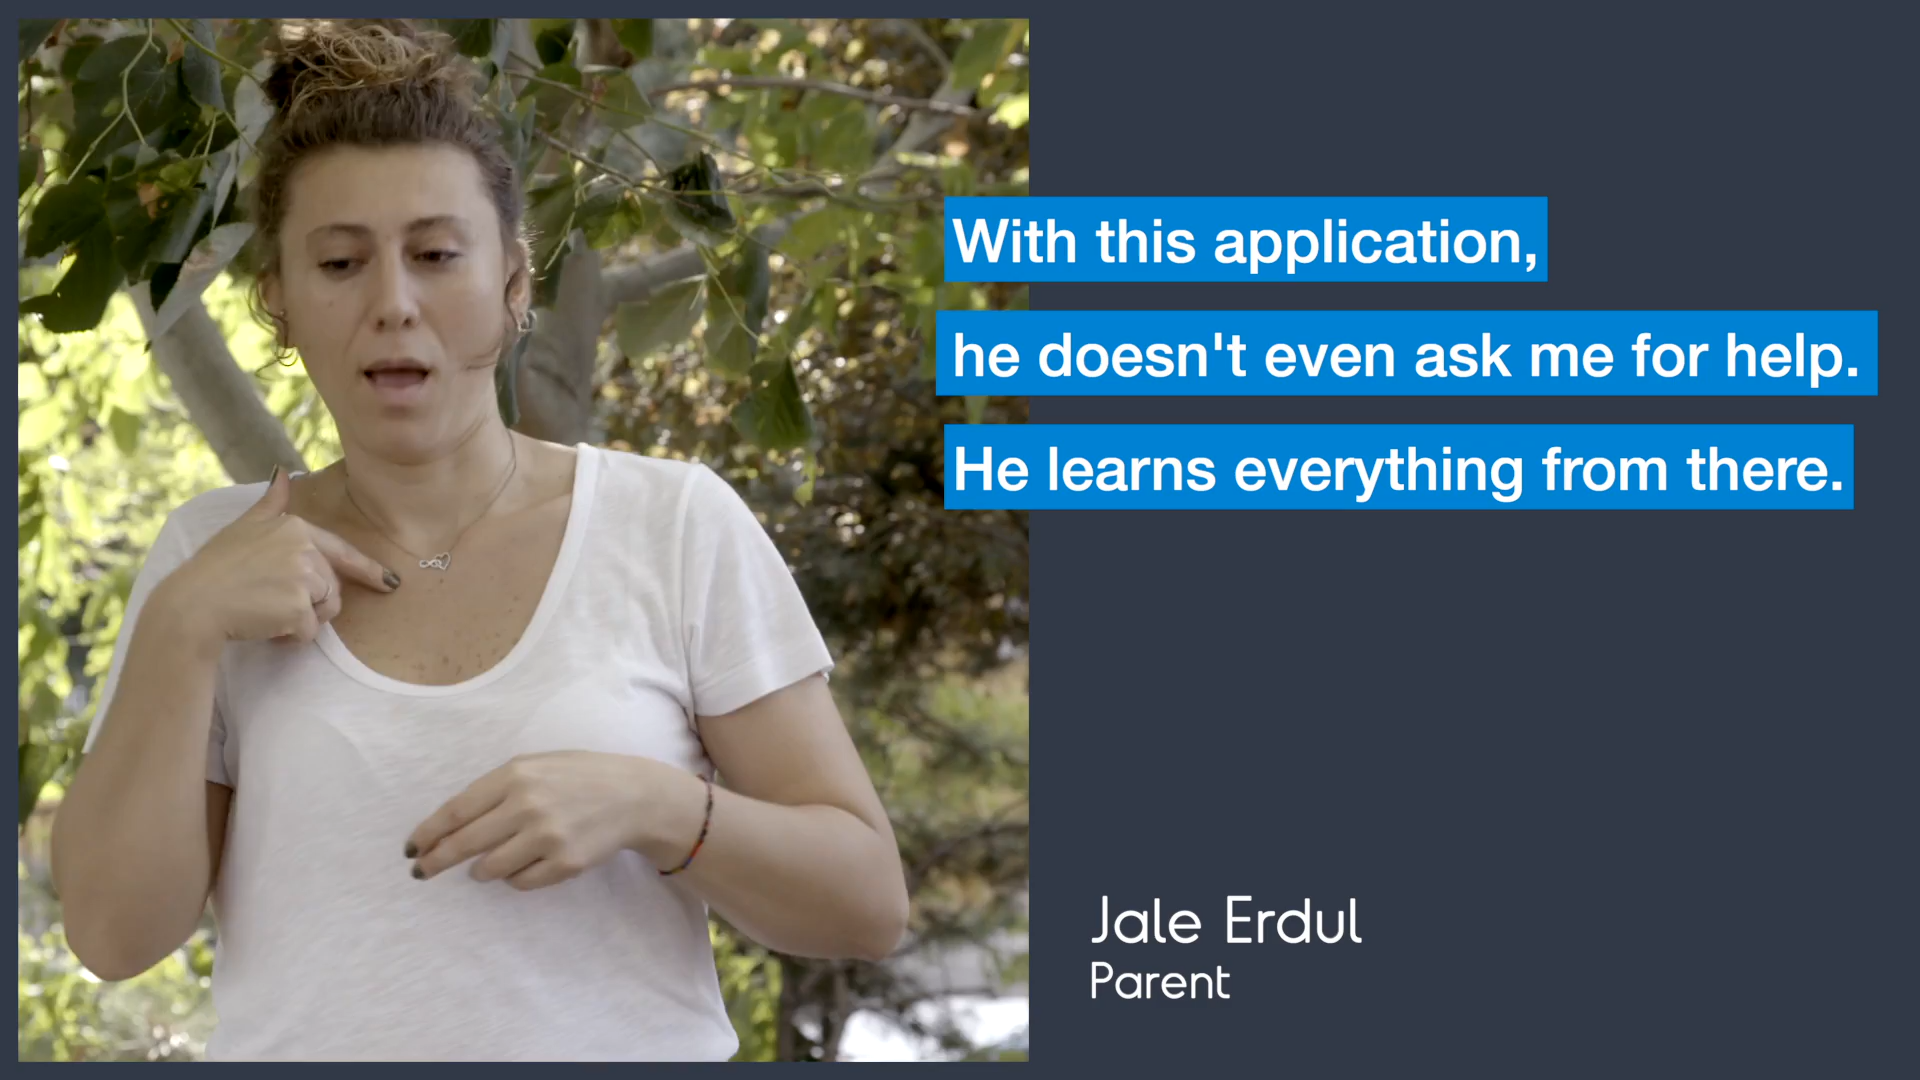 With this application,
he doesn't even ask me for help.
He learns everything from there.
Jale Erdul
Parent